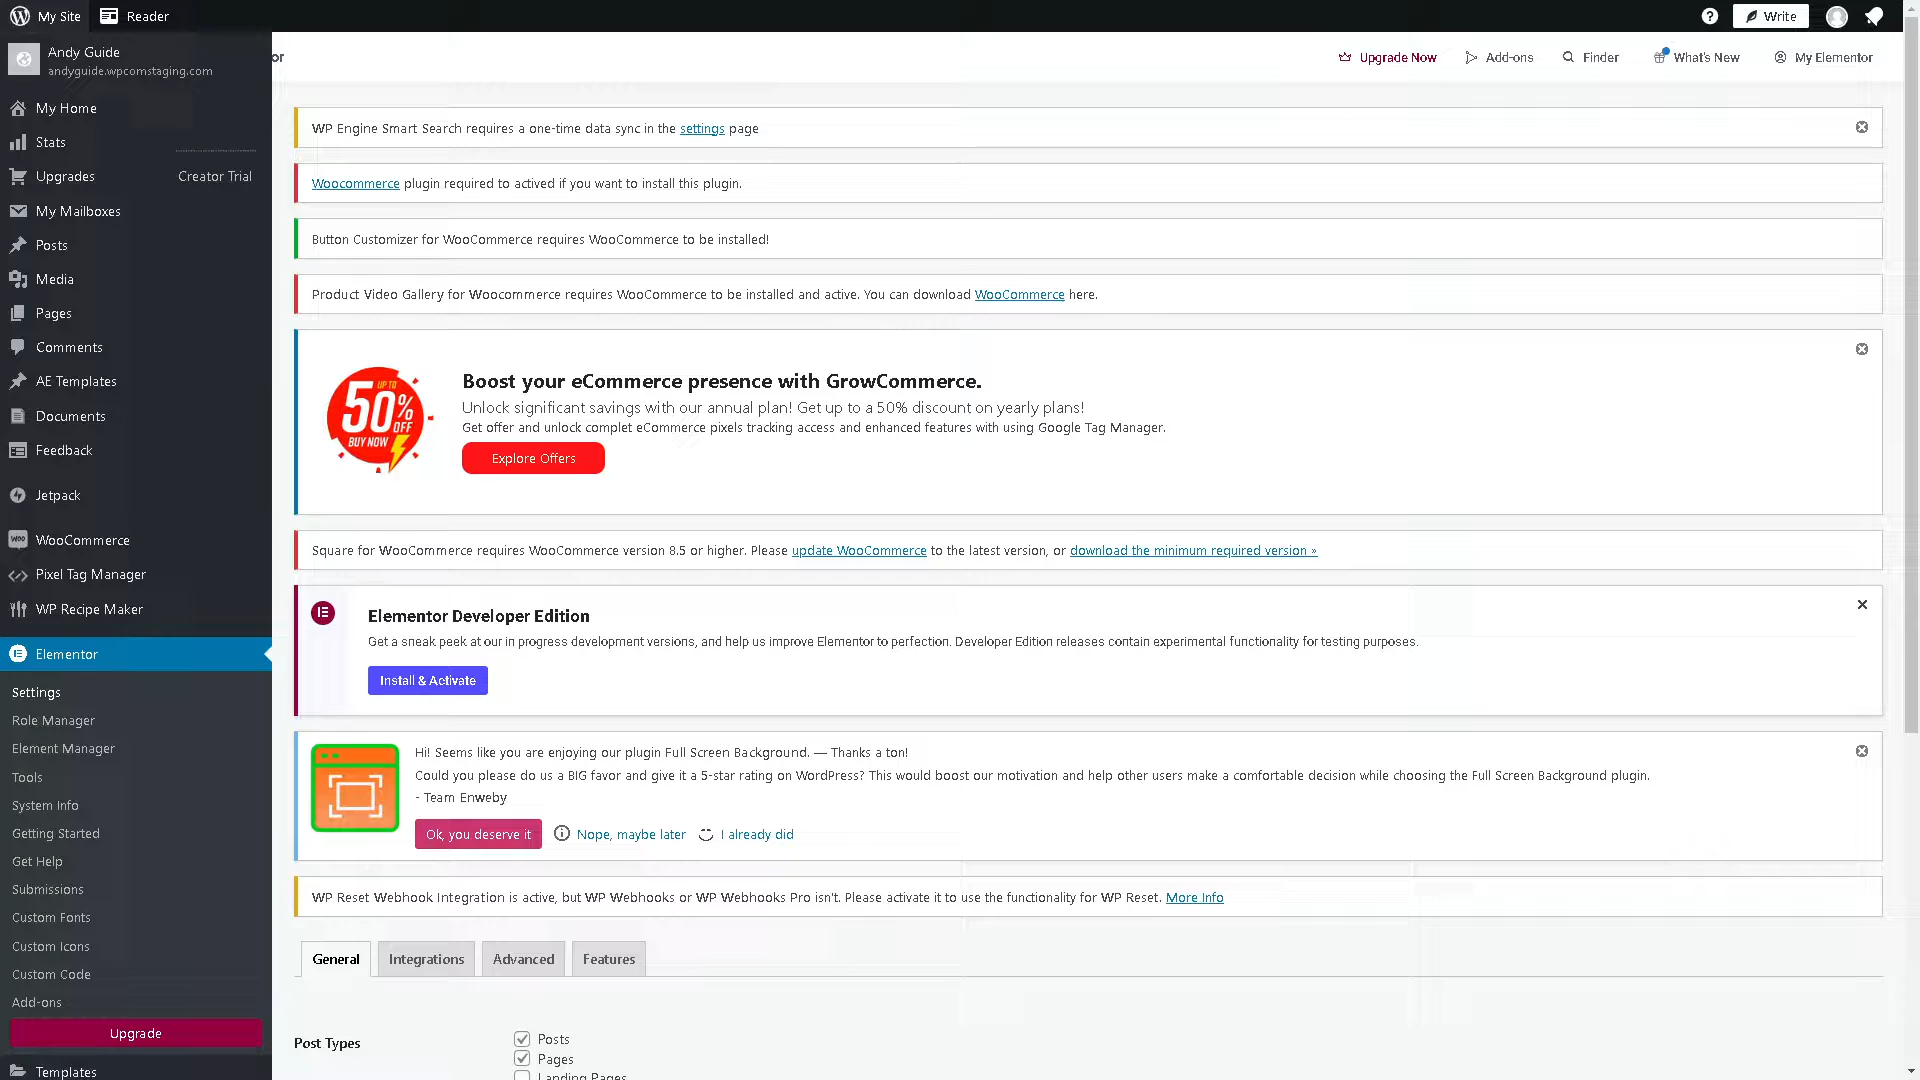 My Site
Reader
Write
Andy Guide
andyguide.wpcomstaging.com
or
Upgrade Now
Add-ons
Finder
What's New
My Elementor
My Home
Stats
Upgrades
Creator Trial
My Mailboxes
Posts
Media
Pages
Comments
AE Templates
Documents
Feedback
Jetpack
WooCommerce
Pixel Tag Manager
WP Recipe Maker
Elementor
Settings
Role Manager
Element Manager
Tools
System Info
Getting Started
Get Help
Submissions
Custom Fonts
Custom Icons
Custom Code
Add-ons
Upgrade
Templates
WP Engine Smart Search requires a one-time data sync in the settings page
Woocommerce plugin required to actived if you want to install this plugin.
Button Customizer for WooCommerce requires WooCommerce to be installed!
Product Video Gallery for Woocommerce requires WooCommerce to be installed and active. You can download WooCommerce here.
UP TO
50%
OFF
BUY NOW
Boost your eCommerce presence with GrowCommerce.
Unlock significant savings with our annual plan! Get up to a 50% discount on yearly plans!
Get offer and unlock complet eCommerce pixels tracking access and enhanced features with using Google Tag Manager.
Explore Offers
Square for WooCommerce requires WooCommerce version 8.5 or higher. Please update WooCommerce to the latest version, or download the minimum required version »
Elementor Developer Edition
Get a sneak peek at our in progress development versions, and help us improve Elementor to perfection. Developer Edition releases contain experimental functionality for testing purposes.
Install & Activate
Hi! Seems like you are enjoying our plugin Full Screen Background. — Thanks a ton!
Could you please do us a BIG favor and give it a 5-star rating on WordPress? This would boost our motivation and help other users make a comfortable decision while choosing the Full Screen Background plugin.
- Team Enweby
Ok, you deserve it
Nope, maybe later
I already did
WP Reset Webhook Integration is active, but WP Webhooks or WP Webhooks Pro isn't. Please activate it to use the functionality for WP Reset. More Info
General
Integrations
Advanced
Features
Post Types
Posts
Pages
Landing Pages